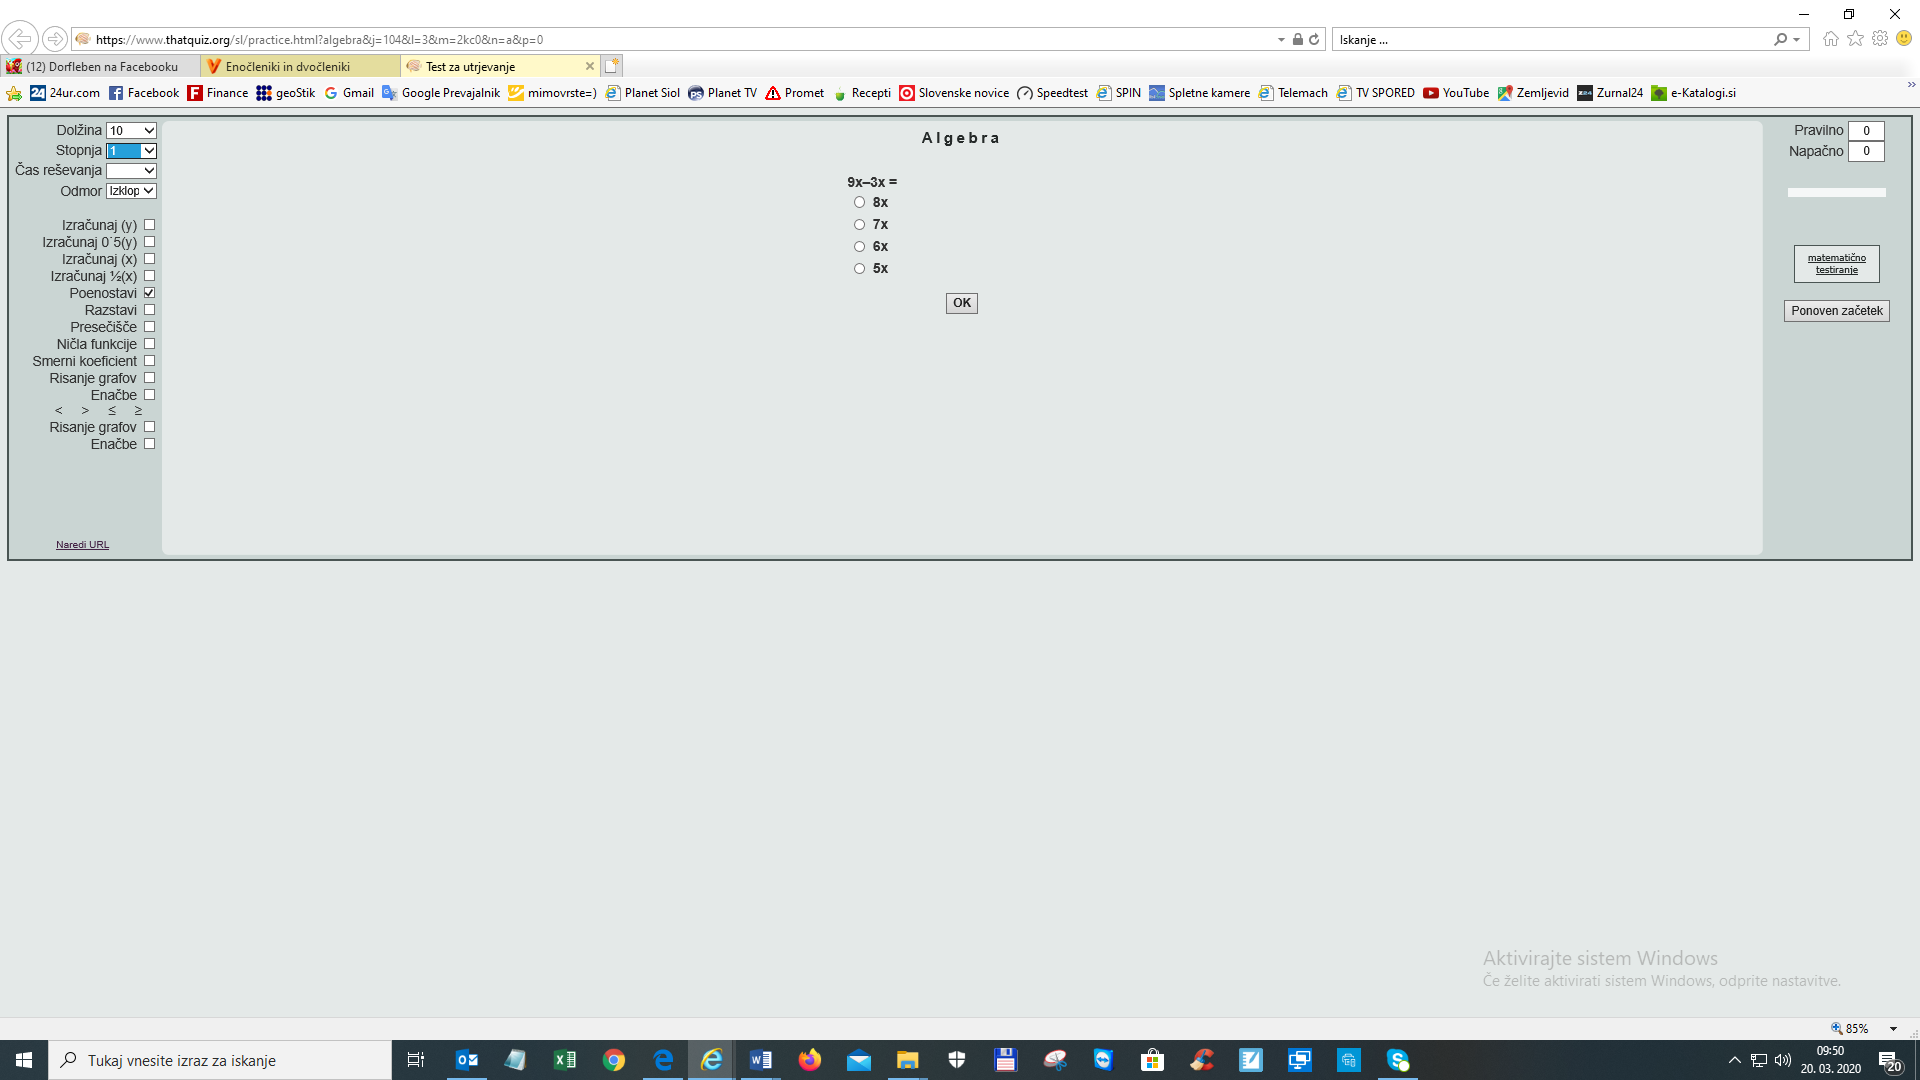 https://www.thatquiz.org/sl/practice.html?algebra&j=104&l=3&m=2kc0&n=a&p=0
Iskanje ...
(12) Dorfleben na Facebooku
Enočleniki in dvočleniki
Test za utrjevanje
24ur.com Facebook Finance geoStik Gmail Google Prevajalnik mimovrste=) Planet Siol Planet TV Promet Recepti Slovenske novice Speedtest SPIN Spletne kamere Telemach TV SPORED YouTube Zemljevid Zurnal24 e-Katalogi.si
Dolžina 10
Stopnja 1
Čas reševanja
Odmor Izklop
Izračunaj (y)
Izračunaj 0˙5(y)
Izračunaj (x)
Izračunaj ½(x)
Poenostavi
Razstavi
Presečišče
Ničla funkcije
Smerni koeficient
Risanje grafov
Enačbe
< > ≤ ≥
Risanje grafov
Enačbe
Naredi URL
Algebra
9x–3x =
8x
7x
6x
5x
OK
Pravilno 0
Napačno 0
matematično
testiranje
Ponoven začetek
Aktivirajte sistem Windows
Če želite aktivirati sistem Windows, odprite nastavitve.
85%
Tukaj vnesite izraz za iskanje
09:50
20. 03. 2020
20